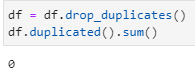 df = df.drop_duplicates()
df.duplicated().sum()
0